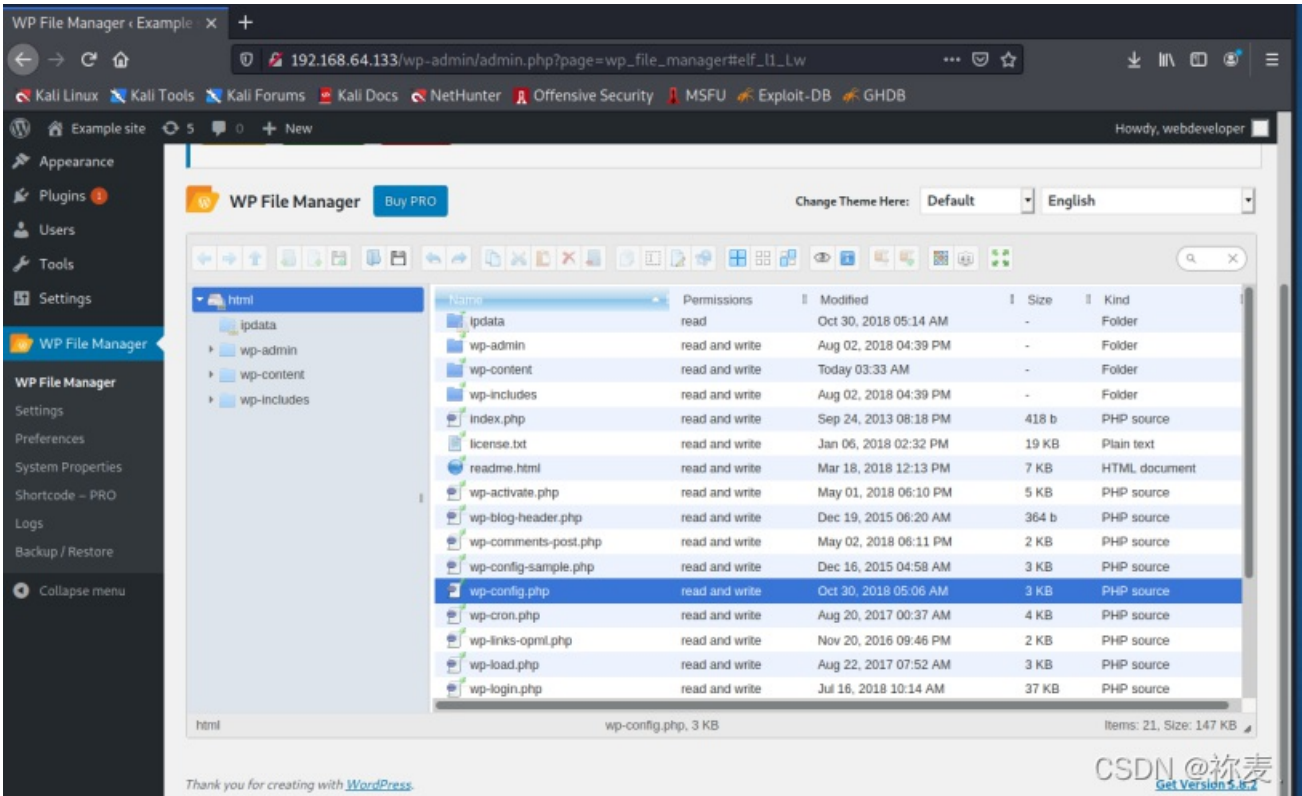 WP File Manager ‹ Example
192.168.64.133/wp-admin/admin.php?page=wp_file_manager#elf_l1_Lw
Kali Linux Kali Tools Kali Forums Kali Docs NetHunter Offensive Security MSFU Exploit-DB GHDB
Example site 5 0 + New Howdy, webdeveloper
Appearance
Plugins 1
Users
Tools
Settings
WP File Manager
WP File Manager
Settings
Preferences
System Properties
Shortcode – PRO
Logs
Backup / Restore
Collapse menu
WP File Manager Buy PRO Change Theme Here: Default English
html
ipdata
wp-admin
wp-content
wp-includes
Name Permissions Modified Size Kind
ipdata read Oct 30, 2018 05:14 AM - Folder
wp-admin read and write Aug 02, 2018 04:39 PM - Folder
wp-content read and write Today 03:33 AM - Folder
wp-includes read and write Aug 02, 2018 04:39 PM - Folder
index.php read and write Sep 24, 2013 08:18 PM 418 b PHP source
license.txt read and write Jan 06, 2018 02:32 PM 19 KB Plain text
readme.html read and write Mar 18, 2018 12:13 PM 7 KB HTML document
wp-activate.php read and write May 01, 2018 06:10 PM 5 KB PHP source
wp-blog-header.php read and write Dec 19, 2015 06:20 AM 364 b PHP source
wp-comments-post.php read and write May 02, 2018 06:11 PM 2 KB PHP source
wp-config-sample.php read and write Dec 16, 2015 04:58 AM 3 KB PHP source
wp-config.php read and write Oct 30, 2018 05:06 AM 3 KB PHP source
wp-cron.php read and write Aug 20, 2017 00:37 AM 4 KB PHP source
wp-links-opml.php read and write Nov 20, 2016 09:46 PM 2 KB PHP source
wp-load.php read and write Aug 22, 2017 07:52 AM 3 KB PHP source
wp-login.php read and write Jul 16, 2018 10:14 AM 37 KB PHP source
html wp-config.php, 3 KB Items: 21, Size: 147 KB
Thank you for creating with WordPress.
Get Version 5.8.2
CSDN @祢麦